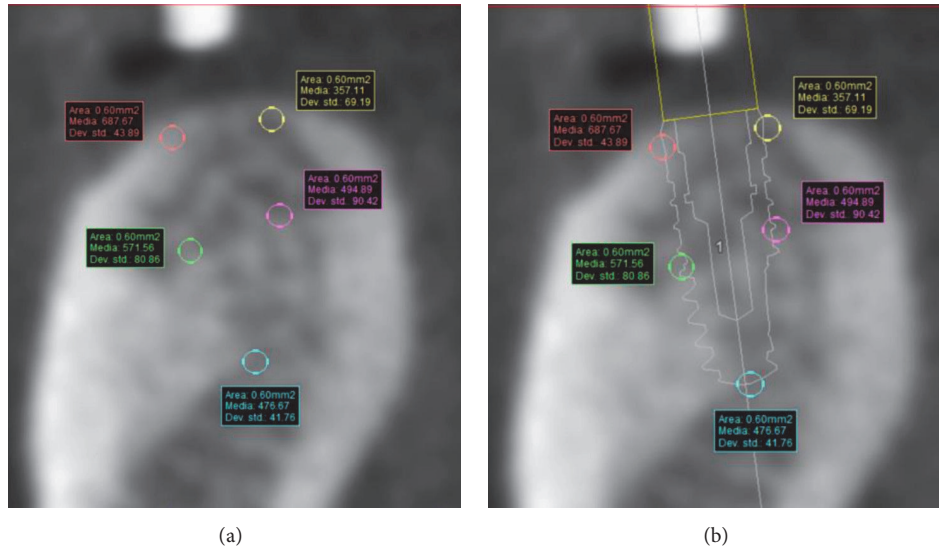 Area: 0.60mm2
Media: 357.11
Dev. std.: 69.19
Area: 0.60mm2
Media: 687.67
Dev. std.: 43.89
Area: 0.60mm2
Media: 494.89
Dev. std.: 90.42
Area: 0.60mm2
Media: 571.56
Dev. std.: 80.86
Area: 0.60mm2
Media: 476.67
Dev. std.: 41.76
(a)
Area: 0.60mm2
Media: 357.11
Dev. std.: 69.19
Area: 0.60mm2
Media: 687.67
Dev. std.: 43.89
Area: 0.60mm2
Media: 494.89
Dev. std.: 90.42
1
Area: 0.60mm2
Media: 571.56
Dev. std.: 80.86
Area: 0.60mm2
Media: 476.67
Dev. std.: 41.76
(b)